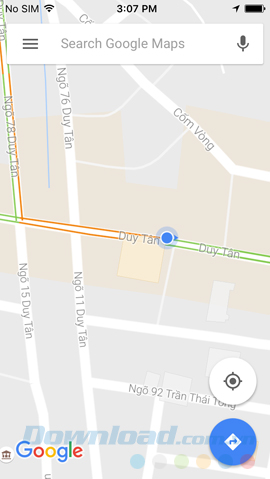 No SIM 3:07 PM
Search Google Maps
Ngõ 76 Duy Tân
Ngõ 78 Duy Tân
Cốm Vòng
Duy Tân
Duy Tân
Ngõ 15 Duy Tân
Ngõ 11 Duy Tân
Ngõ 92 Trần Thái Tông
Download.com.vn
Google